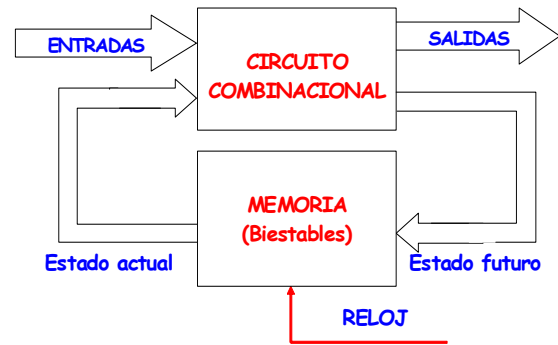 ENTRADAS
SALIDAS
CIRCUITO
COMBINACIONAL
MEMORIA
(Biestables)
Estado actual
Estado futuro
RELOJ